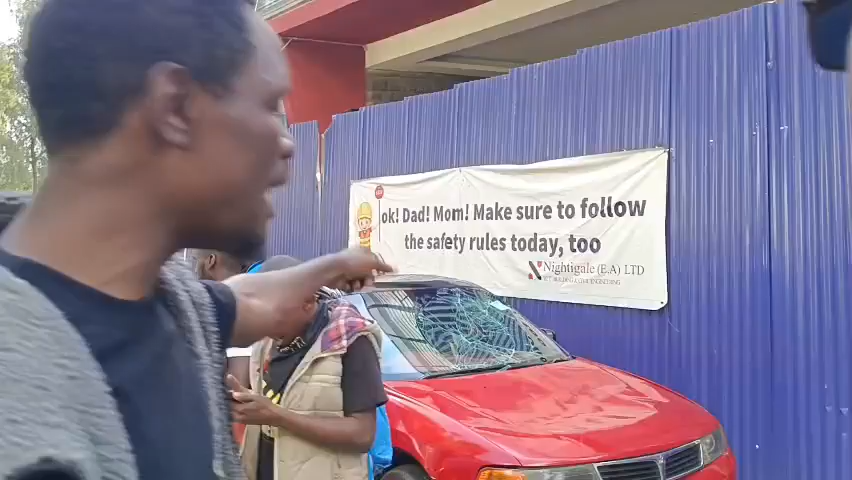 ok! Dad! Mom! Make sure to follow
the safety rules today, too
Nightigale (E.A) LTD